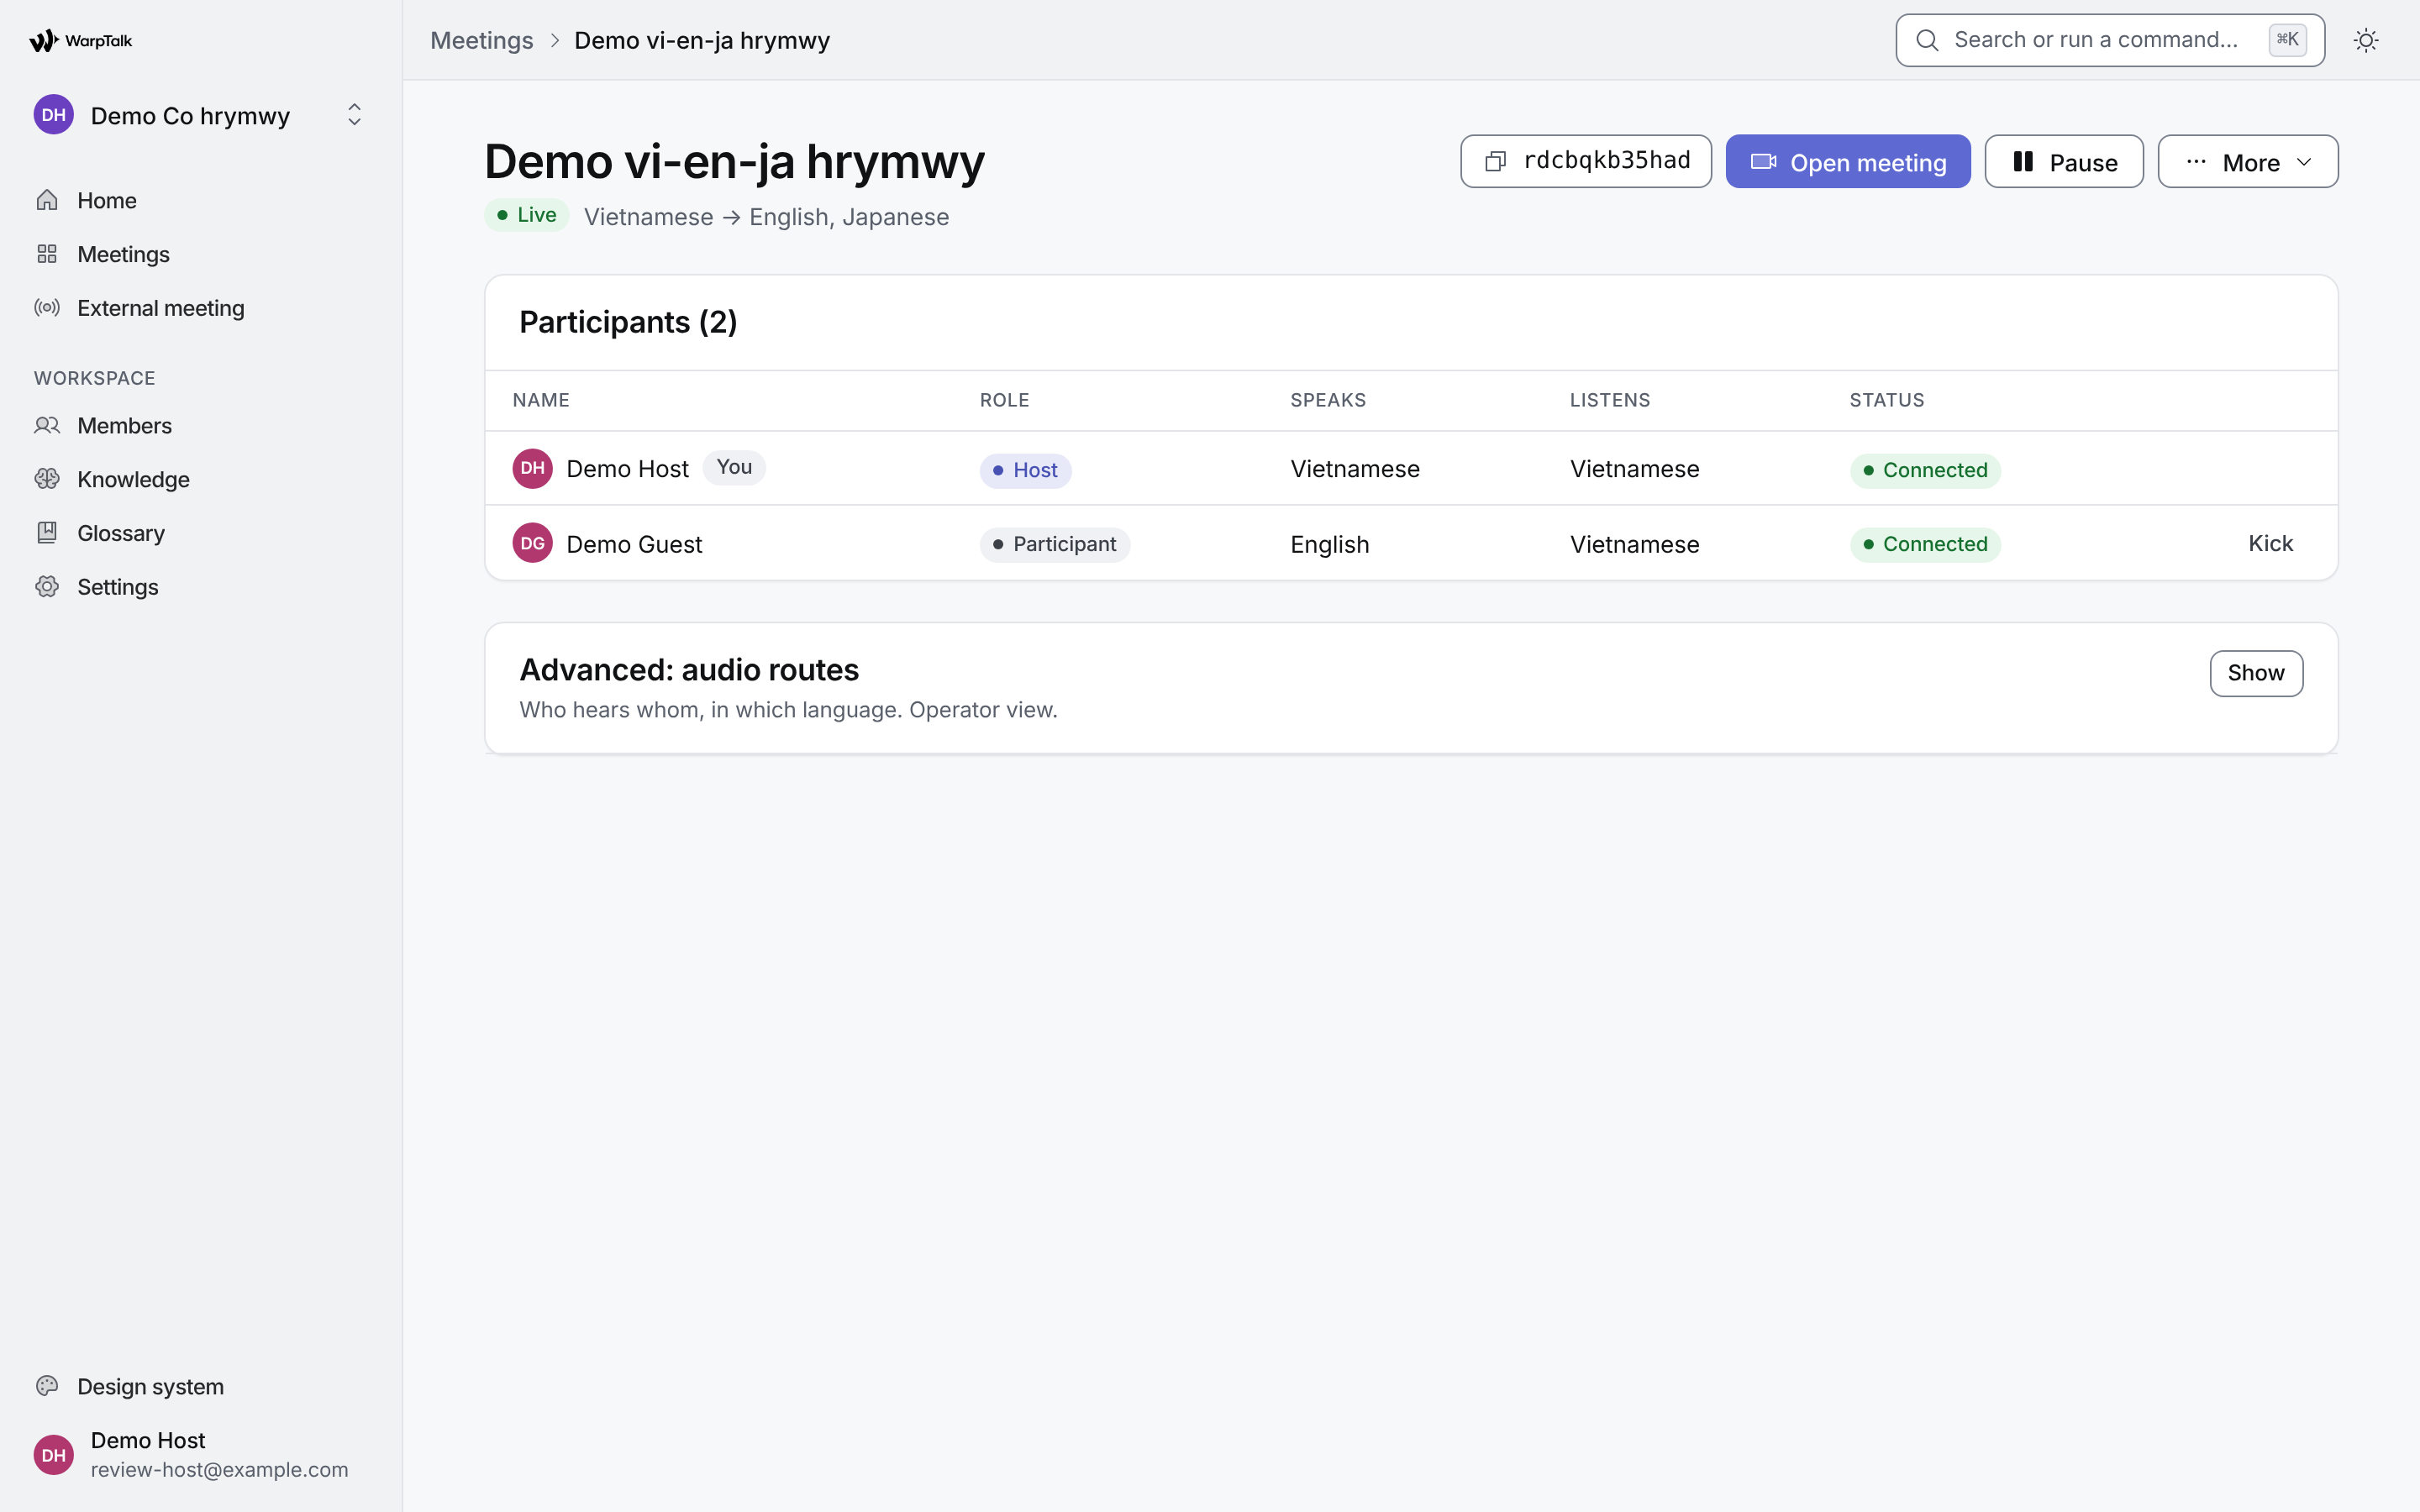 WarpTalk
Meetings > Demo vi-en-ja hrymwy
Search or run a command... ⌘K
DH Demo Co hrymwy
Home
Meetings
External meeting
WORKSPACE
Members
Knowledge
Glossary
Settings
Design system
DH Demo Host
review-host@example.com
Demo vi-en-ja hrymwy
rdcbqkb35had
Open meeting
Pause
··· More
Live Vietnamese → English, Japanese
Participants (2)
NAME ROLE SPEAKS LISTENS STATUS
DH Demo Host You Host Vietnamese Vietnamese Connected
DG Demo Guest Participant English Vietnamese Connected Kick
Advanced: audio routes
Who hears whom, in which language. Operator view.
Show